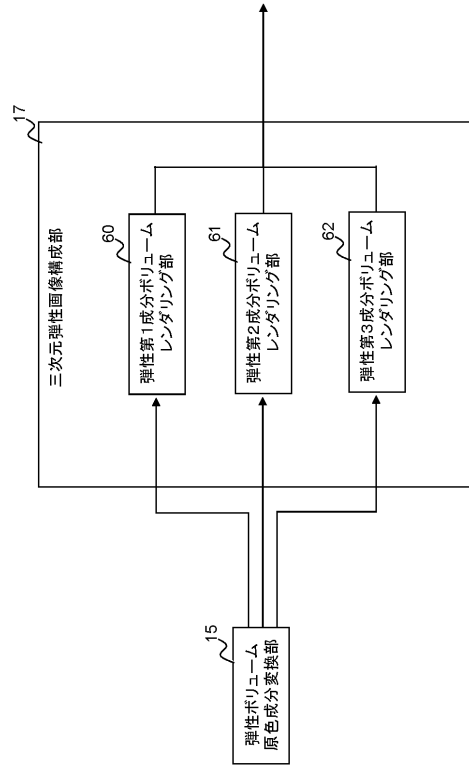 17
三次元弾性画像構成部
60
弾性第1成分ボリューム
レンダリング部
61
弾性第2成分ボリューム
レンダリング部
62
弾性第3成分ボリューム
レンダリング部
15
弾性ボリューム
原色成分変換部